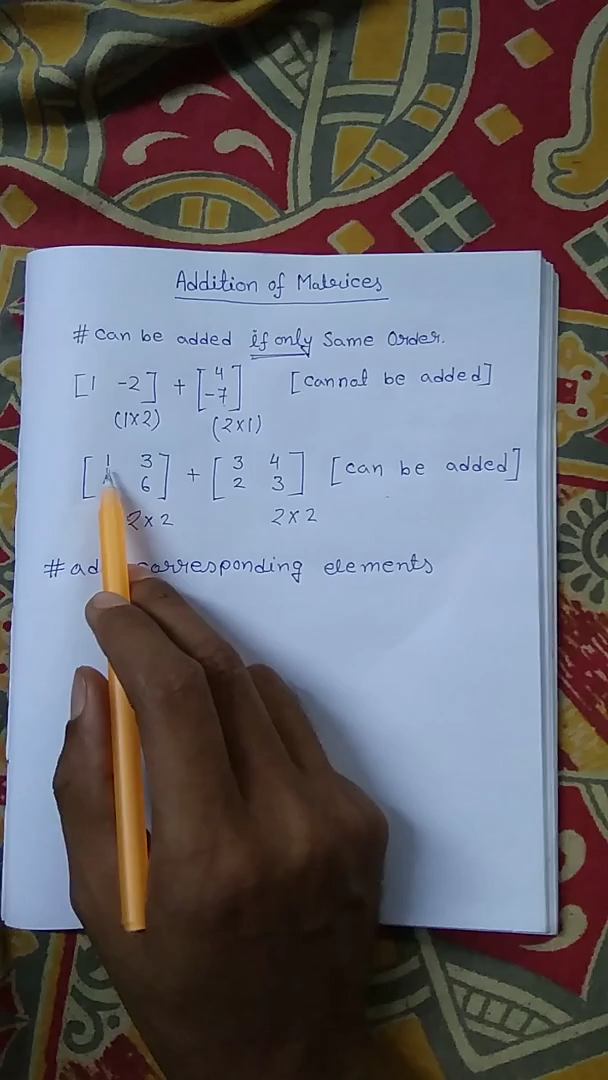 Addition of Matrices
# Can be added if only Same Order.
[1 -2] + [4 -7] [cannot be added]
(1×2) (2×1)
[1 3 6] + [3 4 2 3] [can be added]
2×2 2×2
# corresponding elements